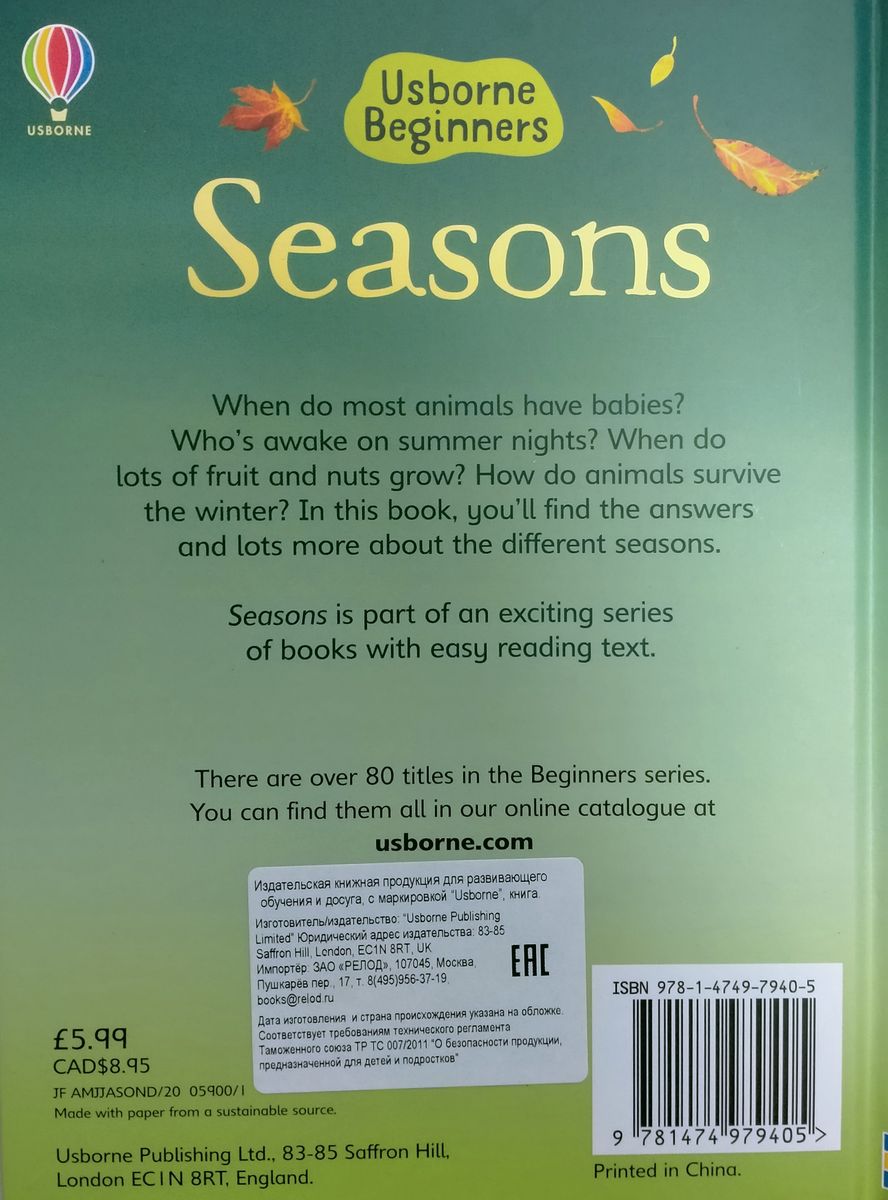 USBORNE
Usborne
Beginners
Seasons
When do most animals have babies?
Who's awake on summer nights? When do
lots of fruit and nuts grow? How do animals survive
the winter? In this book, you'll find the answers
and lots more about the different seasons.
Seasons is part of an exciting series
of books with easy reading text.
There are over 80 titles in the Beginners series.
You can find them all in our online catalogue at
usborne.com
Издательская книжная продукция для развивающего
обучения и досуга, с маркировкой "Usborne", книга.
Изготовитель/издательство: "Usborne Publishing
Limited" Юридический адрес издательства: 83-85
Saffron Hill, London, EC1N 8RT, UK
Импортёр: ЗАО «РЕЛОД», 107045, Москва,
Пушкарёв пер., 17, т. 8(495)956-37-19,
books@relod.ru
EAC
Дата изготовления и страна происхождения указана на обложке.
Соответствует требованиям технического регламента
Таможенного союза ТР ТС 007/2011 "О безопасности продукции,
предназначенной для детей и подростков"
£5.99
CAD$8.95
JF AMJJASOND/20 05900/1
Made with paper from a sustainable source.
Usborne Publishing Ltd., 83-85 Saffron Hill,
London EC1N 8RT, England.
ISBN 978-1-4749-7940-5
9 781474 979405 >
Printed in China.